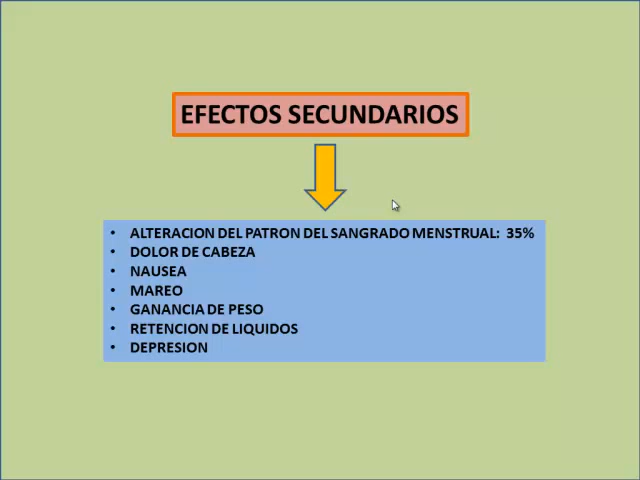 EFECTOS SECUNDARIOS
• ALTERACION DEL PATRON DEL SANGRADO MENSTRUAL: 35%
• DOLOR DE CABEZA
• NAUSEA
• MAREO
• GANANCIA DE PESO
• RETENCION DE LIQUIDOS
• DEPRESION